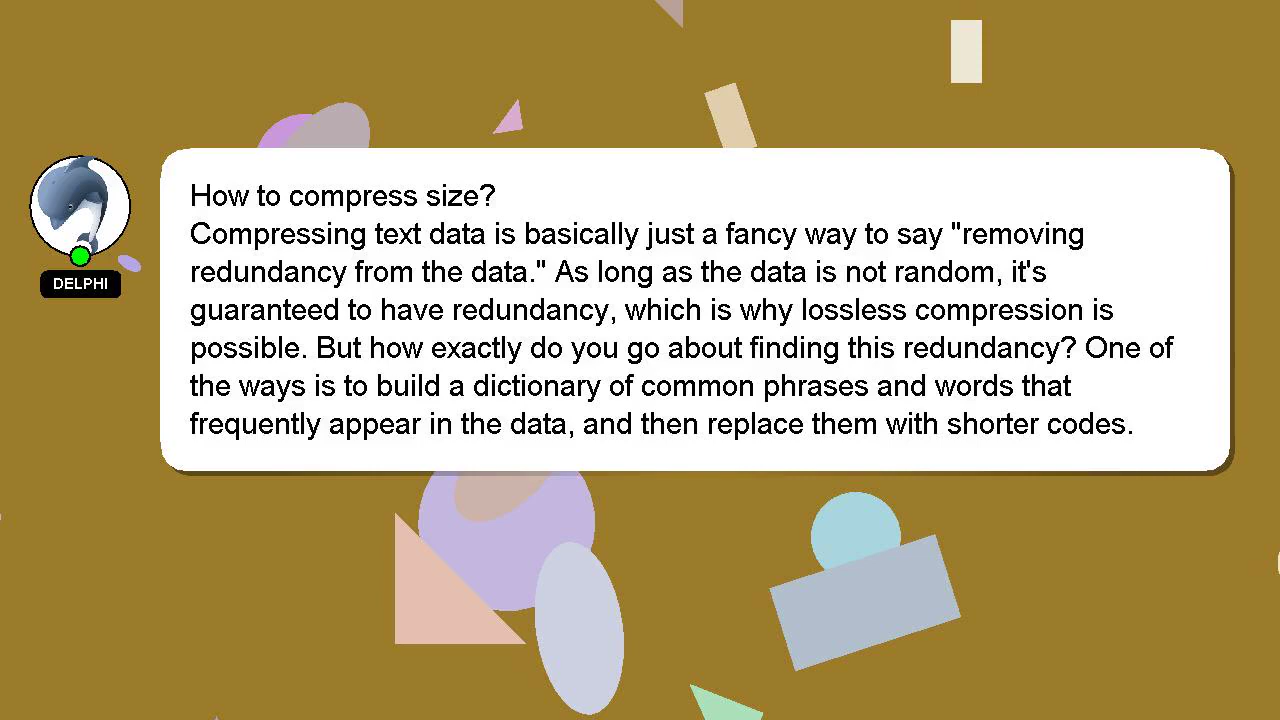 How to compress size?
Compressing text data is basically just a fancy way to say "removing
redundancy from the data." As long as the data is not random, it's
guaranteed to have redundancy, which is why lossless compression is
possible. But how exactly do you go about finding this redundancy? One of
the ways is to build a dictionary of common phrases and words that
frequently appear in the data, and then replace them with shorter codes.
DELPHI